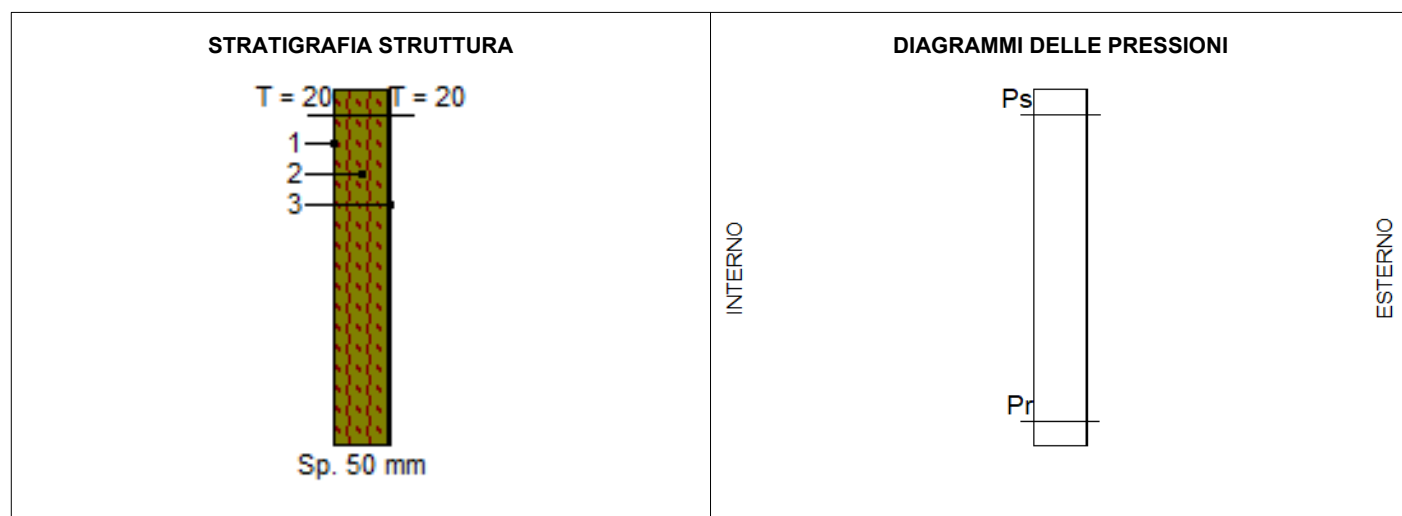 STRATIGRAFIA STRUTTURA
T = 20 T = 20
1
2
3
Sp. 50 mm
DIAGRAMMI DELLE PRESSIONI
Ps
INTERNO
ESTERNO
Pr